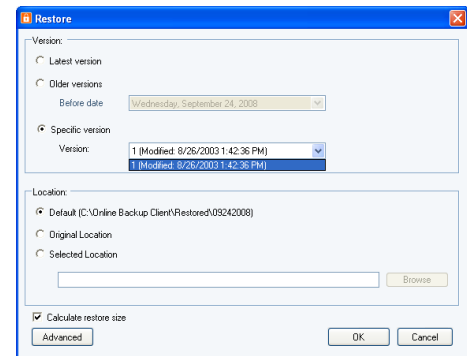 Restore
Version:
Latest version
Older versions
Before date
Wednesday, September 24, 2008
Specific version
Version:
1 (Modified: 8/26/2003 1:42:36 PM)
1 (Modified: 8/26/2003 1:42:36 PM)
Location:
Default (C:\Online Backup Client\Restored\09242008)
Original Location
Selected Location
Browse
Calculate restore size
Advanced
OK
Cancel